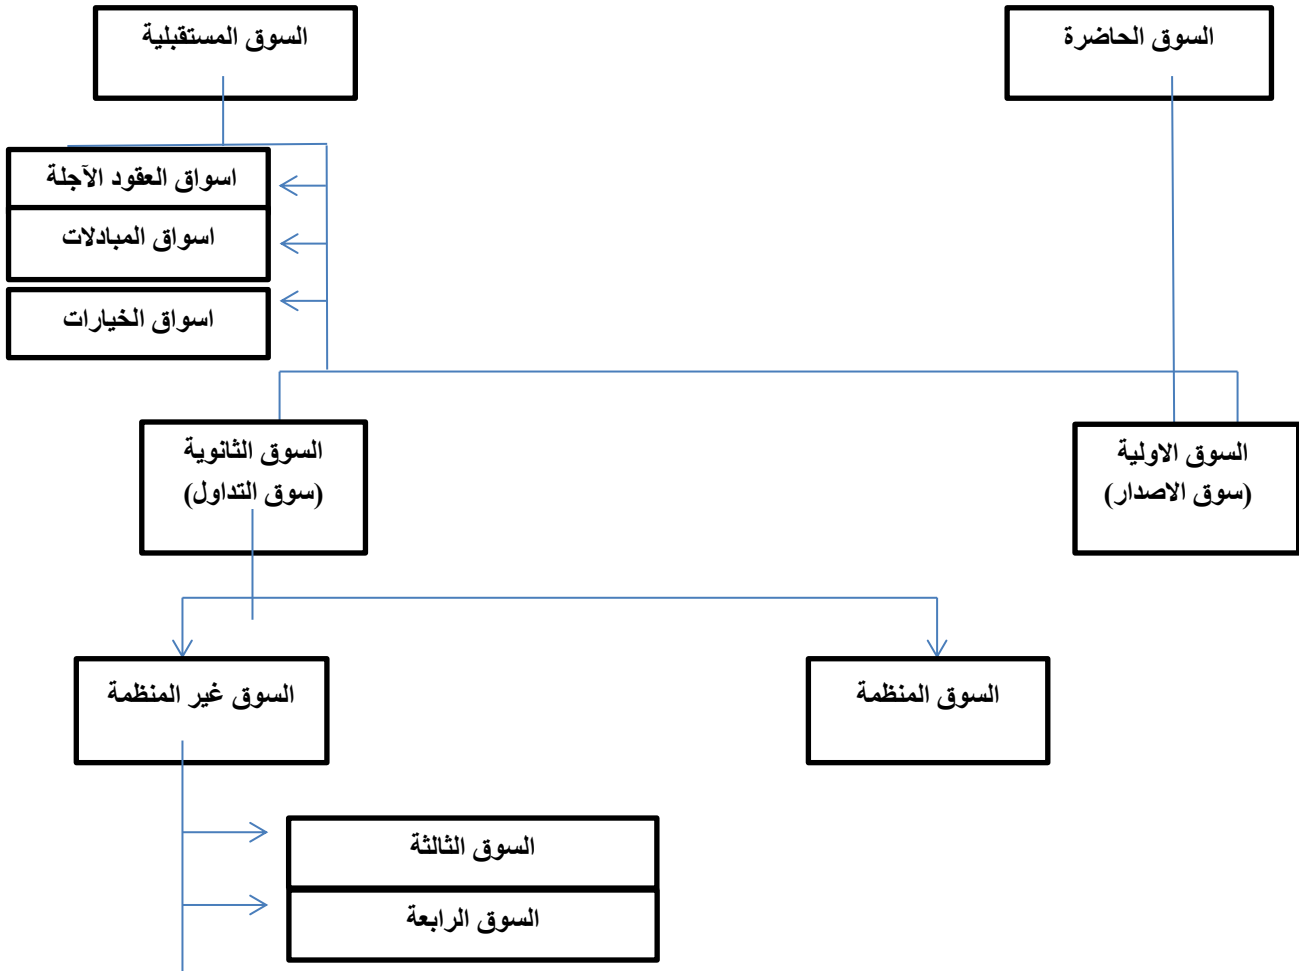 السوق الحاضرة
السوق المستقبلية
اسواق العقود الآجلة
اسواق المبادلات
اسواق الخيارات
السوق الاولية
(سوق الاصدار)
السوق الثانوية
(سوق التداول)
السوق المنظمة
السوق غير المنظمة
السوق الثالثة
السوق الرابعة